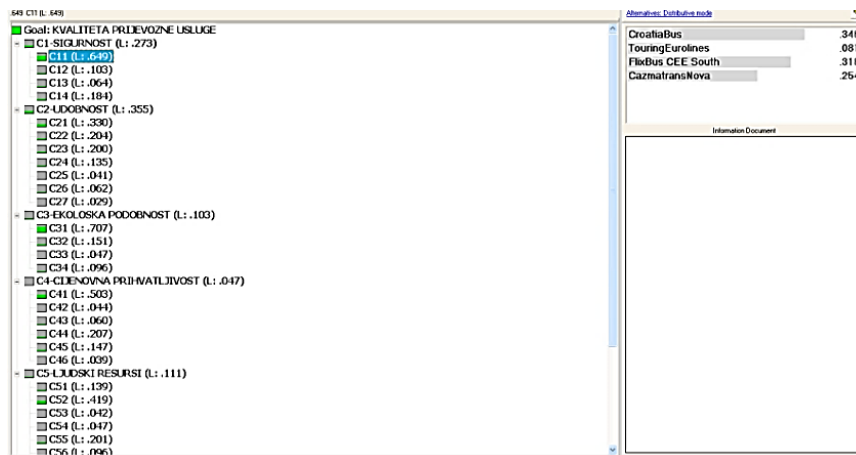 .649 C11 (L: .649)
Goal: KVALITETA PRIJEVOZNE USLUGE
C1-SIGURNOST (L: .273)
C11 (L: .649)
C12 (L: .103)
C13 (L: .064)
C14 (L: .184)
C2-UDOBNOST (L: .355)
C21 (L: .330)
C22 (L: .204)
C23 (L: .200)
C24 (L: .135)
C25 (L: .041)
C26 (L: .062)
C27 (L: .029)
C3-EKOLOSKA PODOBNOST (L: .103)
C31 (L: .707)
C32 (L: .151)
C33 (L: .047)
C34 (L: .096)
C4-CIJENOVNA PRIHVATLJIVOST (L: .047)
C41 (L: .503)
C42 (L: .044)
C43 (L: .060)
C44 (L: .207)
C45 (L: .147)
C46 (L: .039)
C5-LJUDSKI RESURSI (L: .111)
C51 (L: .139)
C52 (L: .419)
C53 (L: .042)
C54 (L: .047)
C55 (L: .201)
C56 (L: .096)
Alternatives: Distributive mode
CroatiaBus
TouringEurolines
FlixBus CEE South
CazmatransNova .254
Information Document